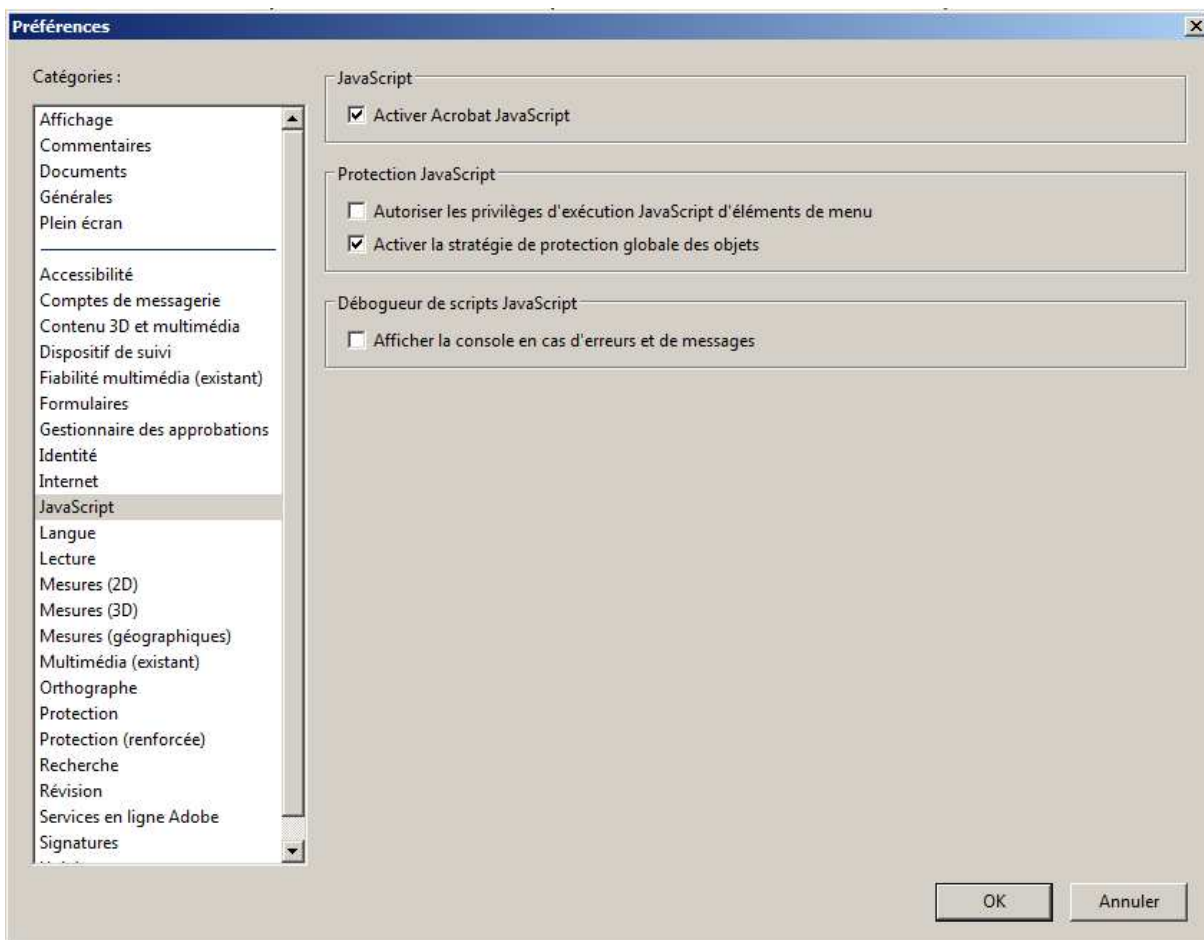 Préférences
Catégories :
Affichage
Commentaires
Documents
Générales
Plein écran
Accessibilité
Comptes de messagerie
Contenu 3D et multimédia
Dispositif de suivi
Fiabilité multimédia (existant)
Formulaires
Gestionnaire des approbations
Identité
Internet
JavaScript
Langue
Lecture
Mesures (2D)
Mesures (3D)
Mesures (géographiques)
Multimédia (existant)
Orthographe
Protection
Protection (renforcée)
Recherche
Révision
Services en ligne Adobe
Signatures
JavaScript
Activer Acrobat JavaScript
Protection JavaScript
Autoriser les privilèges d'exécution JavaScript d'éléments de menu
Activer la stratégie de protection globale des objets
Débogueur de scripts JavaScript
Afficher la console en cas d'erreurs et de messages
OK
Annuler